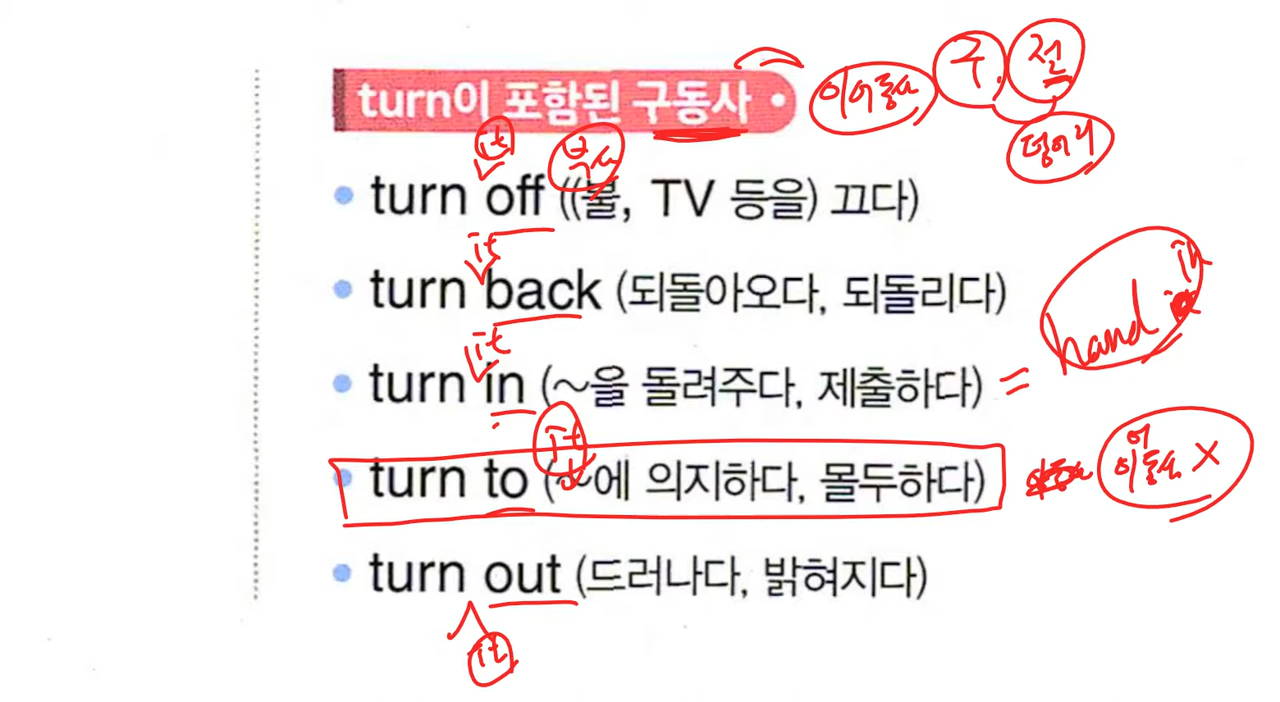 turn이 포함된 구동사 • 이어동사 구. 전
덩어리
it 부사
turn off ((불, TV 등을) 끄다)
it
turn back (되돌아오다, 되돌리다)
it
turn in (~을 돌려주다, 제출하다) = hand in
it
turn to (~에 의지하다, 몰두하다) 이어동사 X
turn out (드러나다, 밝혀지다)
it